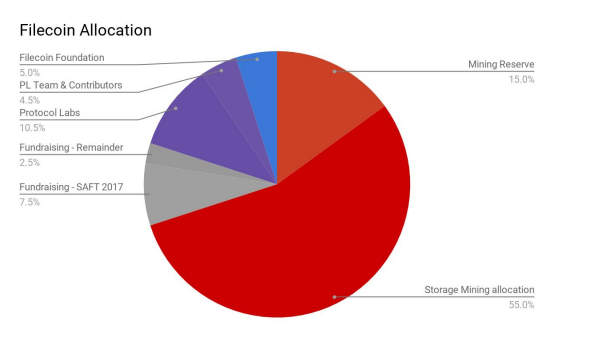 Filecoin Allocation
Filecoin Foundation
5.0%
PL Team & Contributors
4.5%
Protocol Labs
10.5%
Fundraising - Remainder
2.5%
Fundraising - SAFT 2017
7.5%
Mining Reserve
15.0%
Storage Mining allocation
55.0%